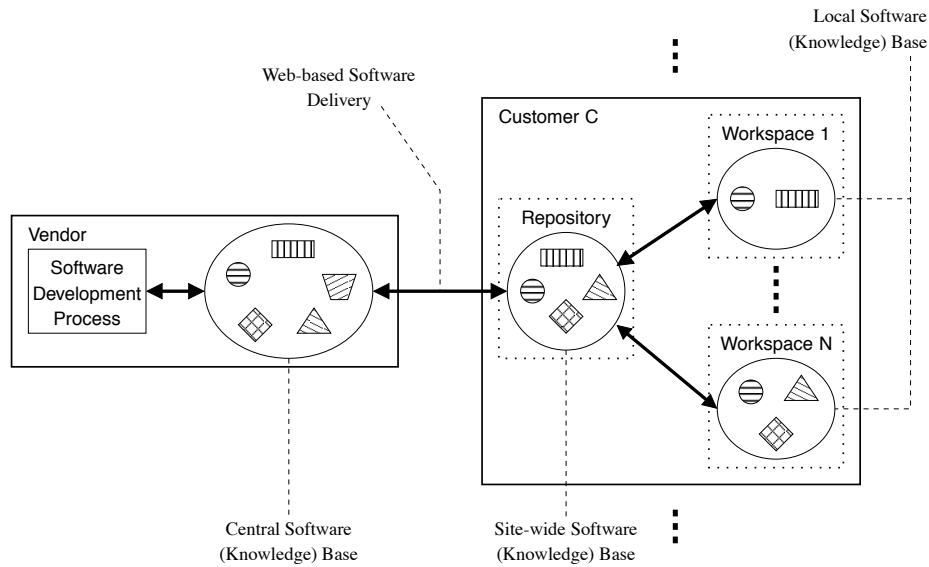 Local Software
(Knowledge) Base
Web-based Software
Delivery
Customer C
Workspace 1
Repository
Vendor
Software
Development
Process
Workspace N
Central Software
(Knowledge) Base
Site-wide Software
(Knowledge) Base